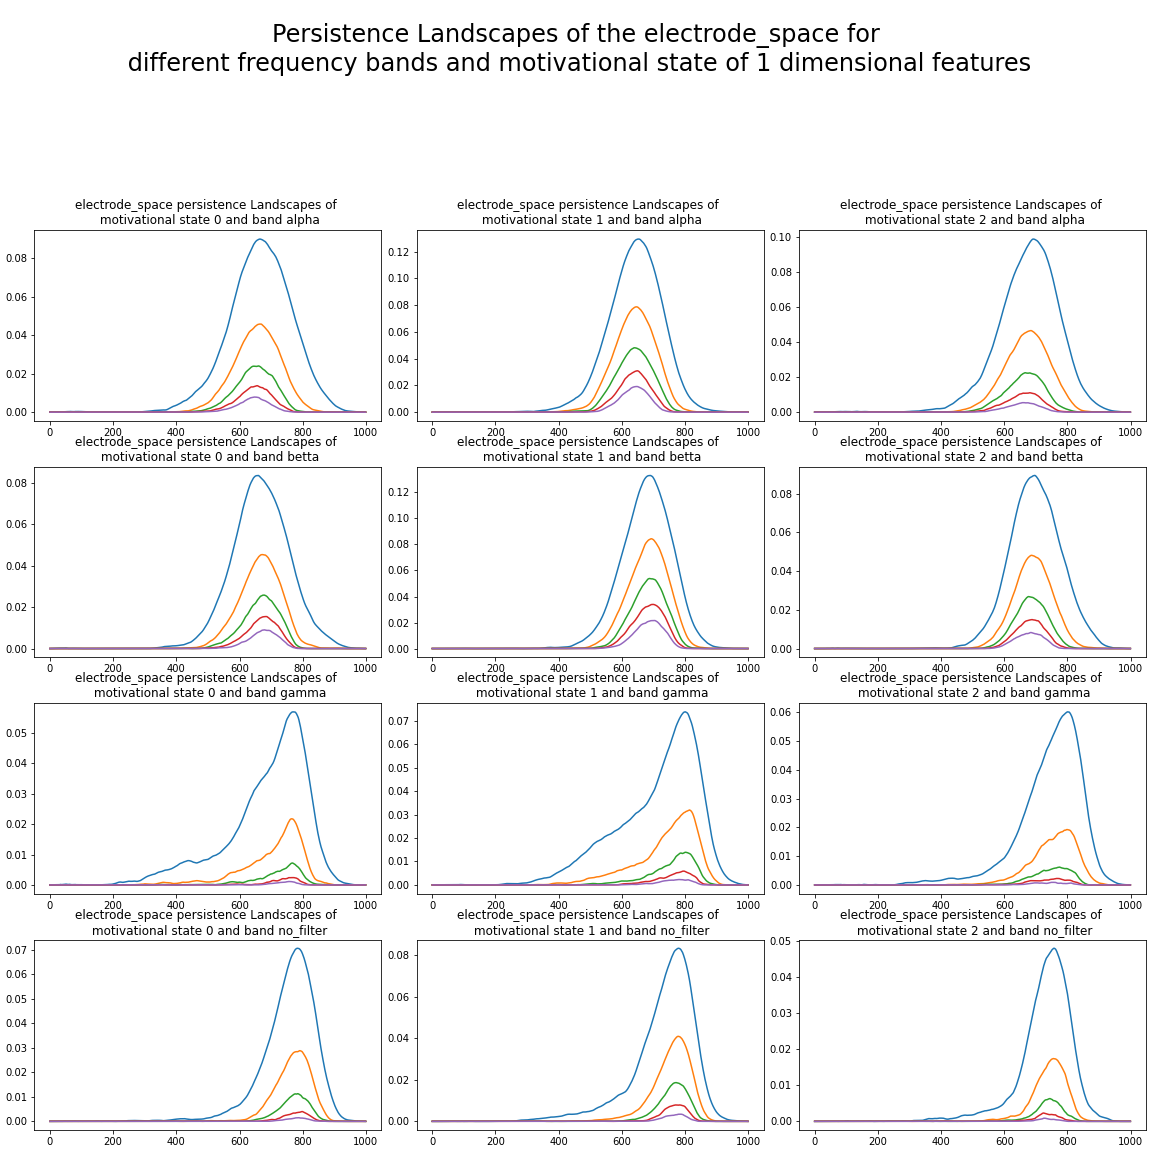 Persistence Landscapes of the electrode_space for
different frequency bands and motivational state of 1 dimensional features
electrode_space persistence Landscapes of
motivational state 0 and band alpha
0.08
0.06
0.04
0.02
0.00
0 200 400 600 800 1000
electrode_space persistence Landscapes of
motivational state 1 and band alpha
0.12
0.10
0.08
0.06
0.04
0.02
0.00
0 200 400 600 800 1000
electrode_space persistence Landscapes of
motivational state 2 and band alpha
0.10
0.08
0.06
0.04
0.02
0.00
0 200 400 600 800 1000
electrode_space persistence Landscapes of
motivational state 0 and band betta
0.08
0.06
0.04
0.02
0.00
0 200 400 600 800 1000
electrode_space persistence Landscapes of
motivational state 1 and band betta
0.12
0.10
0.08
0.06
0.04
0.02
0.00
0 200 400 600 800 1000
electrode_space persistence Landscapes of
motivational state 2 and band betta
0.08
0.06
0.04
0.02
0.00
0 200 400 600 800 1000
electrode_space persistence Landscapes of
motivational state 0 and band gamma
0.05
0.04
0.03
0.02
0.01
0.00
0 200 400 600 800 1000
electrode_space persistence Landscapes of
motivational state 1 and band gamma
0.07
0.06
0.05
0.04
0.03
0.02
0.01
0.00
0 200 400 600 800 1000
electrode_space persistence Landscapes of
motivational state 2 and band gamma
0.06
0.05
0.04
0.03
0.02
0.01
0.00
0 200 400 600 800 1000
electrode_space persistence Landscapes of
motivational state 0 and band no_filter
0.07
0.06
0.05
0.04
0.03
0.02
0.01
0.00
0 200 400 600 800 1000
electrode_space persistence Landscapes of
motivational state 1 and band no_filter
0.08
0.06
0.04
0.02
0.00
0 200 400 600 800 1000
electrode_space persistence Landscapes of
motivational state 2 and band no_filter
0.05
0.04
0.03
0.02
0.01
0.00
0 200 400 600 800 1000